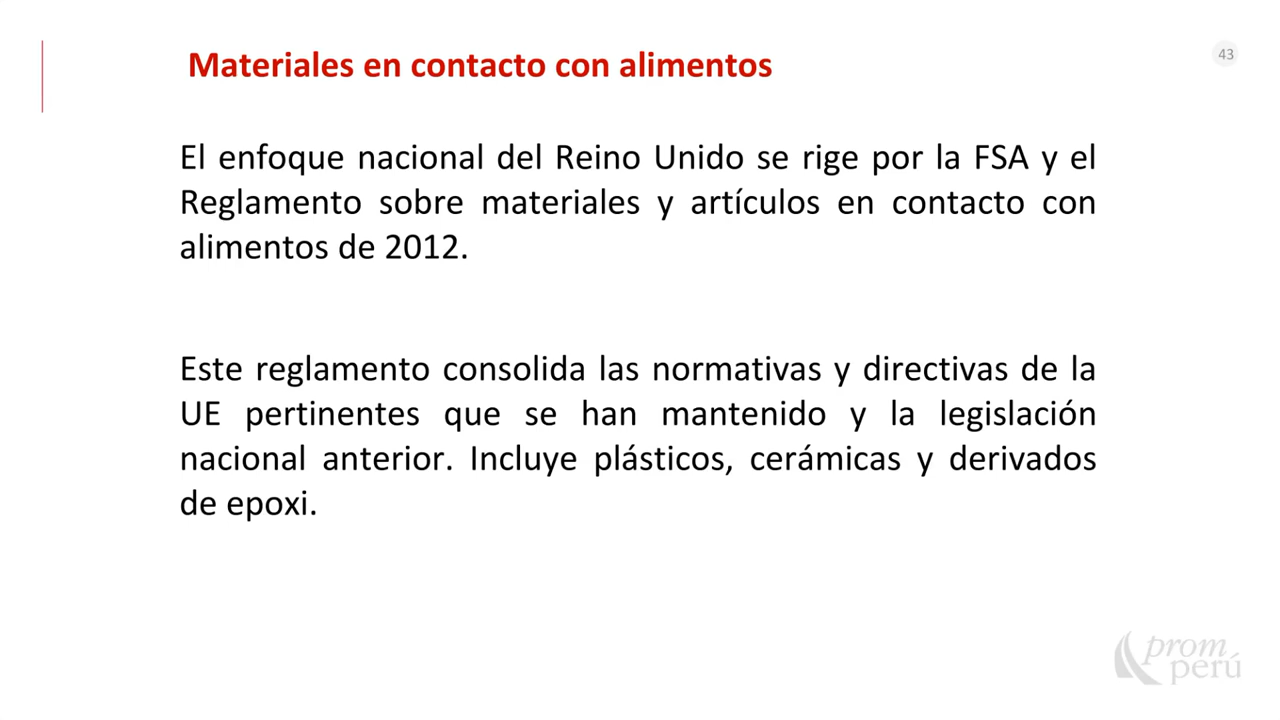 Materiales en contacto con alimentos
43
El enfoque nacional del Reino Unido se rige por la FSA y el
Reglamento sobre materiales y artículos en contacto con
alimentos de 2012.
Este reglamento consolida las normativas y directivas de la
UE pertinentes que se han mantenido y la legislación
nacional anterior. Incluye plásticos, cerámicas y derivados
de epoxi.
prom
perú